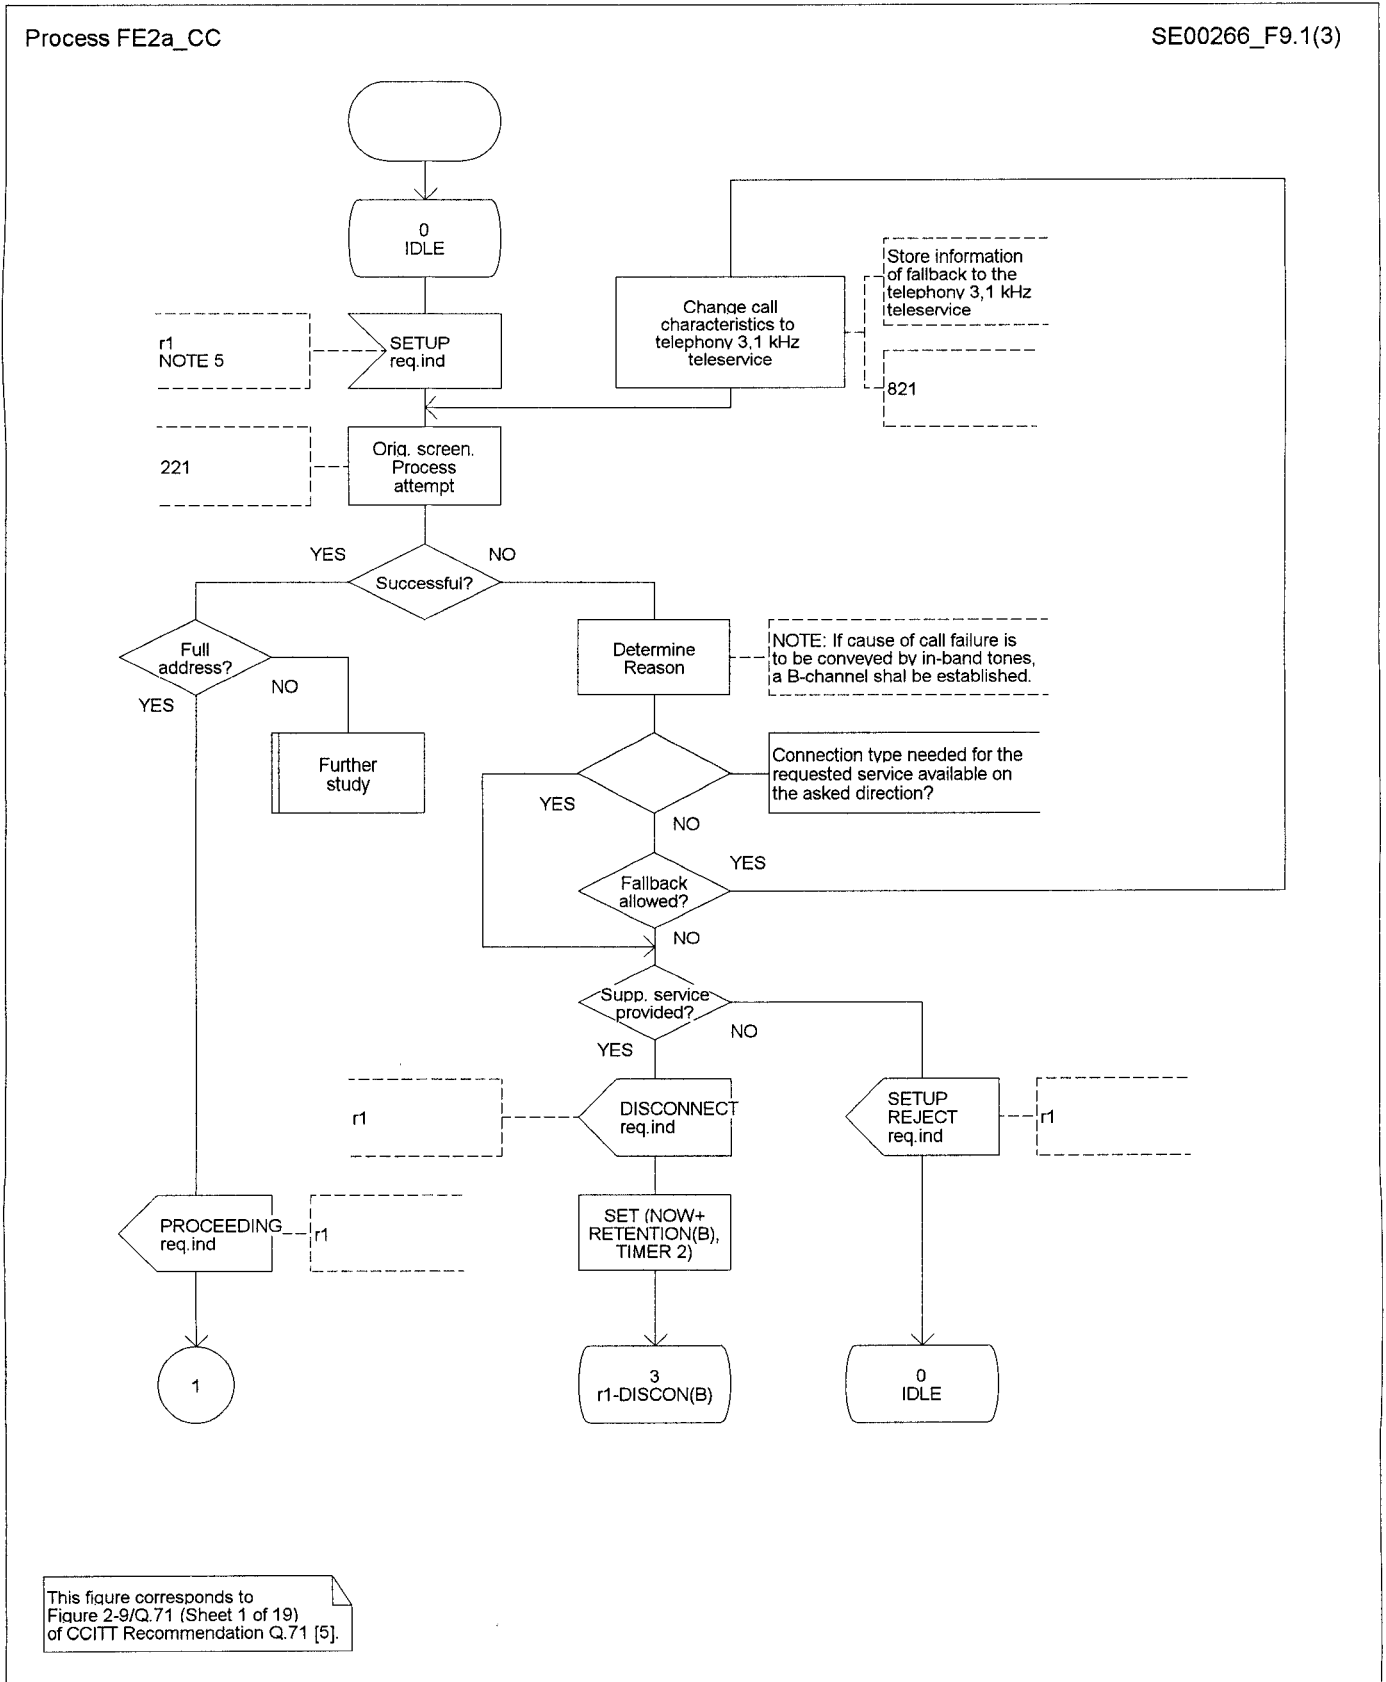 Process FE2a_CC
SE00266_F9.1(3)
0
IDLE
Store information
of fallback to the
telephony 3,1 kHz
teleservice
Change call
characteristics to
telephony 3,1 kHz
teleservice
r1
NOTE 5
SETUP
req.ind
821
221
Orig. screen.
Process
attempt
YES
NO
Successful?
Full
address?
NO
YES
Determine
Reason
NOTE: If cause of call failure is
to be conveyed by in-band tones,
a B-channel shal be established.
Further
study
Connection type needed for the
requested service available on
the asked direction?
YES
NO
YES
Fallback
allowed?
NO
Supp. service
provided?
NO
YES
r1
DISCONNECT
req.ind
SETUP
REJECT
req.ind
r1
PROCEEDING
req.ind
r1
SET (NOW+
RETENTION(B),
TIMER 2)
1
3
r1-DISCON(B)
0
IDLE
This figure corresponds to
Figure 2-9/Q.71 (Sheet 1 of 19)
of CCITT Recommendation Q.71 [5].